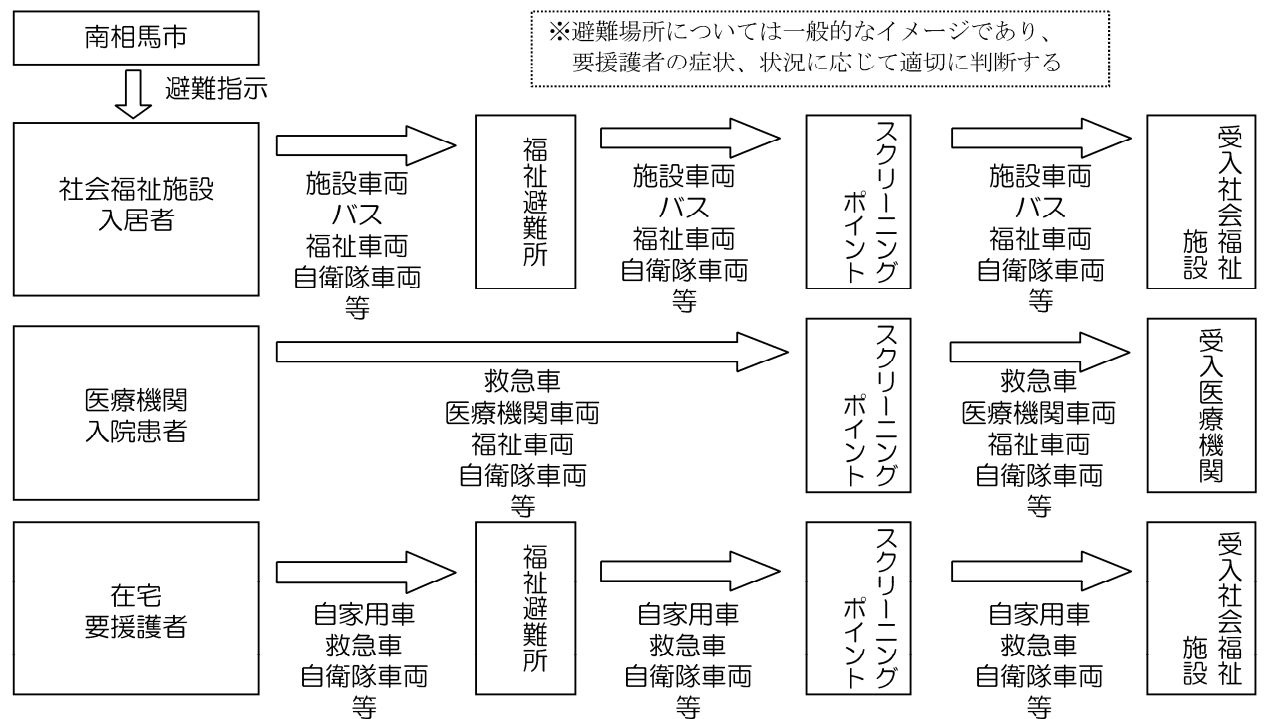 南相馬市
※避難場所については一般的なイメージであり、
要援護者の症状、状況に応じて適切に判断する
避難指示
社会福祉施設
入居者
施設車両
バス
福祉車両
自衛隊車両
等
福祉避難所
施設車両
バス
福祉車両
自衛隊車両
等
スクリーニング
ポイント
施設車両
バス
福祉車両
自衛隊車両
等
受入社会福祉
施設
医療機関
入院患者
救急車
医療機関車両
福祉車両
自衛隊車両
等
スクリーニング
ポイント
救急車
医療機関車両
福祉車両
自衛隊車両
等
受入医療機関
在宅
要援護者
自家用車
救急車
自衛隊車両
等
福祉避難所
自家用車
救急車
自衛隊車両
等
スクリーニング
ポイント
自家用車
救急車
自衛隊車両
等
受入社会福祉
施設